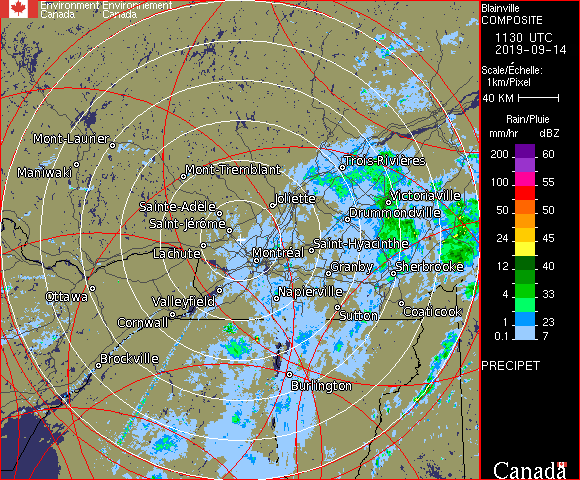 Environment Environnement
Canada Canada
Blainville
COMPOSITE
1130 UTC
2019-09-14
Scale/Échelle:
1km/Pixel
40 KM
Rain/Pluie
mm/hr dBZ
200 60
100 55
50 50
24 45
12 40
8 35
4 33
1 23
0.1 7
PRECIPET
Canada
Mont-Laurier
Maniwaki
Mont-Tremblant
Trois-Rivières
Sainte-Adèle
Joliette
Victoriaville
Saint-Jérôme
Drummondville
Lachute
Montréal
Saint-Hyacinthe
Granby
Sherbrooke
Ottawa
Valleyfield
Napierville
Cornwall
Sutton
Coaticook
Brockville
Burlington